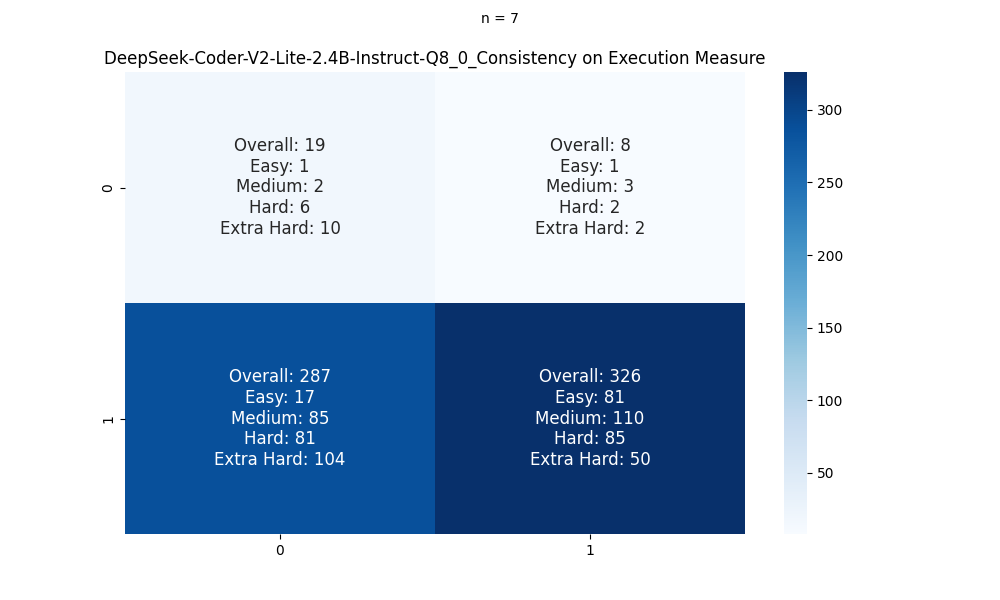 n = 7
DeepSeek-Coder-V2-Lite-2.4B-Instruct-Q8_0_Consistency on Execution Measure
0
Overall: 19
Easy: 1
Medium: 2
Hard: 6
Extra Hard: 10
Overall: 8
Easy: 1
Medium: 3
Hard: 2
Extra Hard: 2
1
Overall: 287
Easy: 17
Medium: 85
Hard: 81
Extra Hard: 104
Overall: 326
Easy: 81
Medium: 110
Hard: 85
Extra Hard: 50
0
1
300
250
200
150
100
50